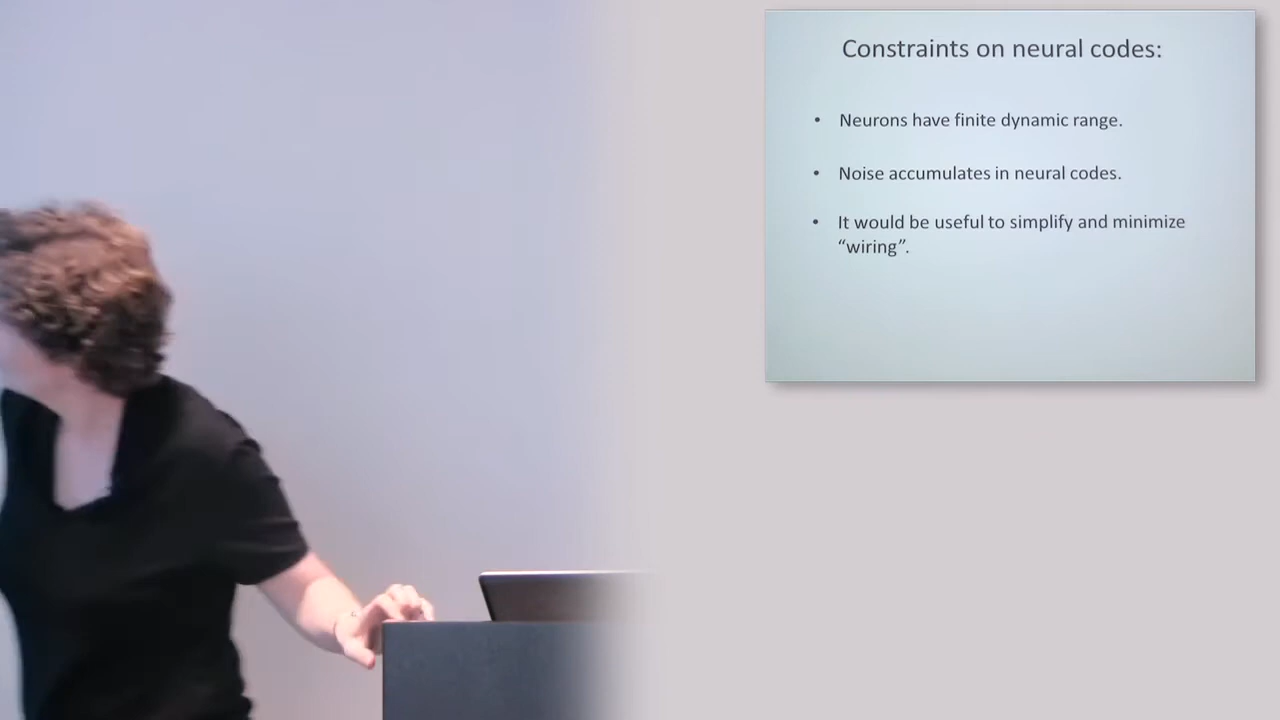 Constraints on neural codes:
• Neurons have finite dynamic range.
• Noise accumulates in neural codes.
• It would be useful to simplify and minimize
“wiring”.